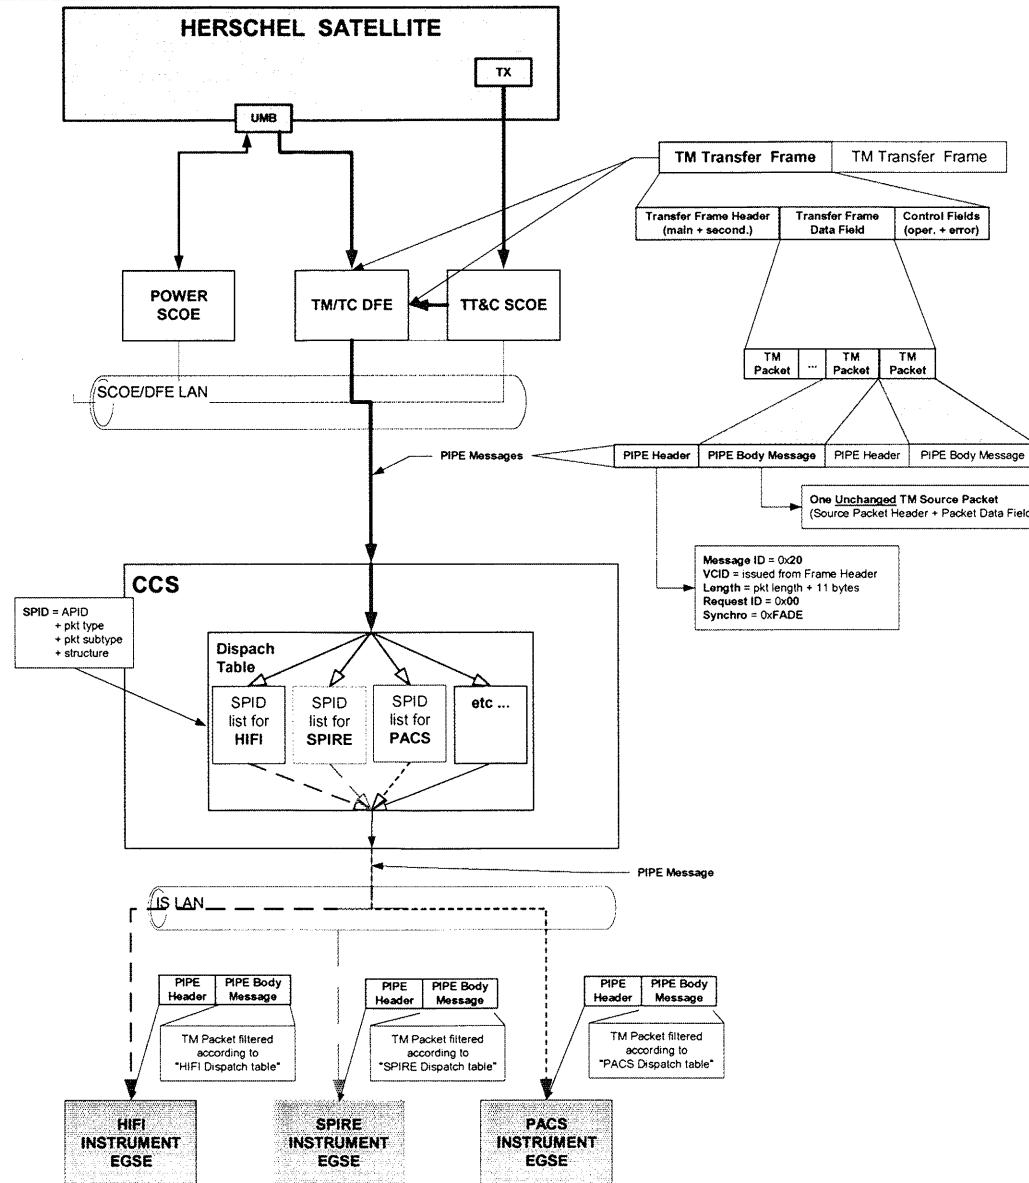 HERSCHEL SATELLITE
TX
UMB
TM Transfer Frame
TM Transfer Frame
Transfer Frame Header
(main + second.)
Transfer Frame
Data Field
Control Fields
(oper. + error)
POWER
SCOE
TM/TC DFE
TT&C SCOE
TM
Packet
...
TM
Packet
TM
Packet
SCOE/DFE LAN
PIPE Messages
PIPE Header
PIPE Body Message
PIPE Header
PIPE Body Message
One Unchanged TM Source Packet
(Source Packet Header + Packet Data Field
Message ID = 0x20
VCID = issued from Frame Header
Length = pkt length + 11 bytes
Request ID = 0x00
Synchro = 0xFADE
CCS
SPID = APID
+ pkt type
+ pkt subtype
+ structure
Dispach
Table
SPID
list for
HIFI
SPID
list for
SPIRE
SPID
list for
PACS
etc ...
PIPE Message
IS LAN
PIPE
Header
PIPE Body
Message
TM Packet filtered
according to
"HIFI Dispatch table"
PIPE
Header
PIPE Body
Message
TM Packet filtered
according to
"SPIRE Dispatch table"
PIPE
Header
PIPE Body
Message
TM Packet filtered
according to
"PACS Dispatch table"
HIFI
INSTRUMENT
EGSE
SPIRE
INSTRUMENT
EGSE
PACS
INSTRUMENT
EGSE